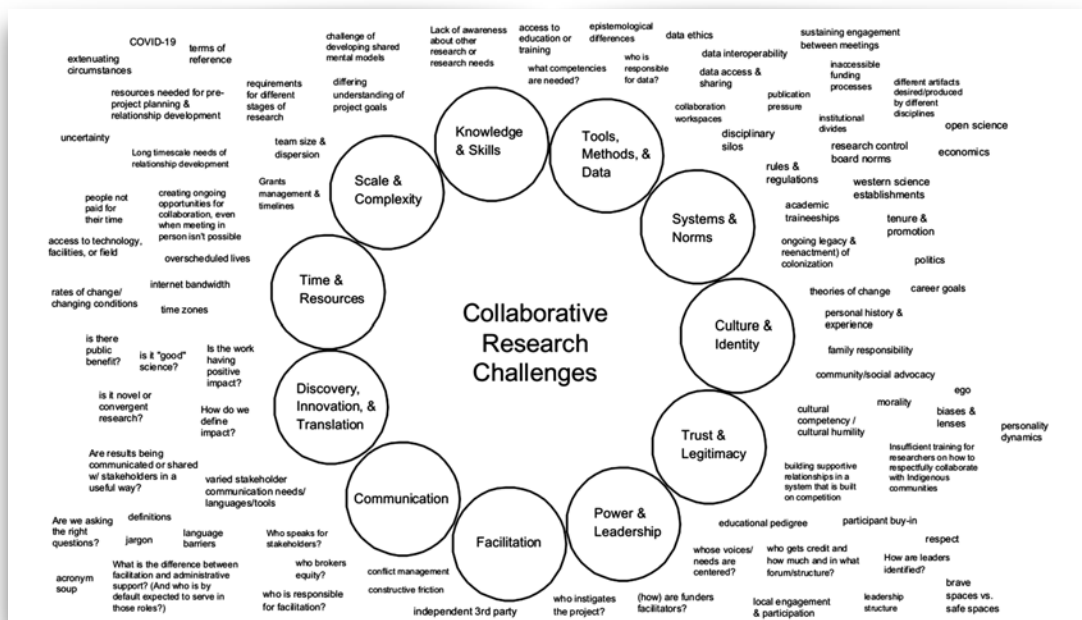 COVID-19
terms of
reference
extenuating
circumstances
challenge of
developing shared
mental models
Lack of awareness
about other
research or
research needs
access to
education or
training
epistemological
differences
data ethics
sustaining engagement
between meetings
what competencies
are needed?
who is
responsible
for data?
data interoperability
data access &
sharing
inaccessible
funding
processes
different artifacts
desired/produced
by different
disciplines
resources needed for pre-
project planning &
relationship development
requirements
for different
stages of
research
differing
understanding of
project goals
collaboration
workspaces
publication
pressure
institutional
divides
open science
uncertainty
Long timescale needs of
relationship development
team size &
dispersion
disciplinary
silos
research control
board norms
economics
Knowledge
& Skills
Tools,
Methods, &
Data
rules &
regulations
western science
establishments
Grants
management &
timelines
Scale &
Complexity
people not
paid for
their time
creating ongoing
opportunities for
collaboration, even
when meeting in
person isn't possible
academic
traineeships
tenure &
promotion
Systems &
Norms
access to technology,
facilities, or field
overscheduled lives
ongoing legacy &
reenactment) of
colonization
politics
Time &
Resources
rates of change/
changing conditions
internet bandwidth
time zones
theories of change
career goals
personal history &
experience
Culture &
Identity
Collaborative
Research
Challenges
is there
public
benefit?
is it "good"
science?
Is the work
having
positive
impact?
family responsibility
community/social advocacy
ego
is it novel or
convergent
research?
How do we
define
impact?
Discovery,
Innovation, &
Translation
morality
cultural
competency /
cultural humility
biases &
lenses
personality
dynamics
Trust &
Legitimacy
Are results being
communicated or shared
w/ stakeholders in a
useful way?
varied stakeholder
communication needs/
languages/tools
Insufficient training for
researchers on how to
respectfully collaborate
with Indigenous
communities
building supportive
relationships in a
system that is built
on competition
Communication
Facilitation
Power &
Leadership
Are we asking
the right
questions?
definitions
jargon
language
barriers
Who speaks for
stakeholders?
educational pedigree
participant buy-in
respect
acronym
soup
What is the difference between
facilitation and administrative
support? (And who is by
default expected to serve in
those roles?)
who brokers
equity?
conflict management
whose voices/
needs are
centered?
who gets credit and
how much and in what
forum/structure?
How are leaders
identified?
who is responsible
for facilitation?
constructive friction
independent 3rd party
who instigates
the project?
(how) are funders
facilitators?
local engagement
& participation
leadership
structure
brave
spaces vs.
safe spaces